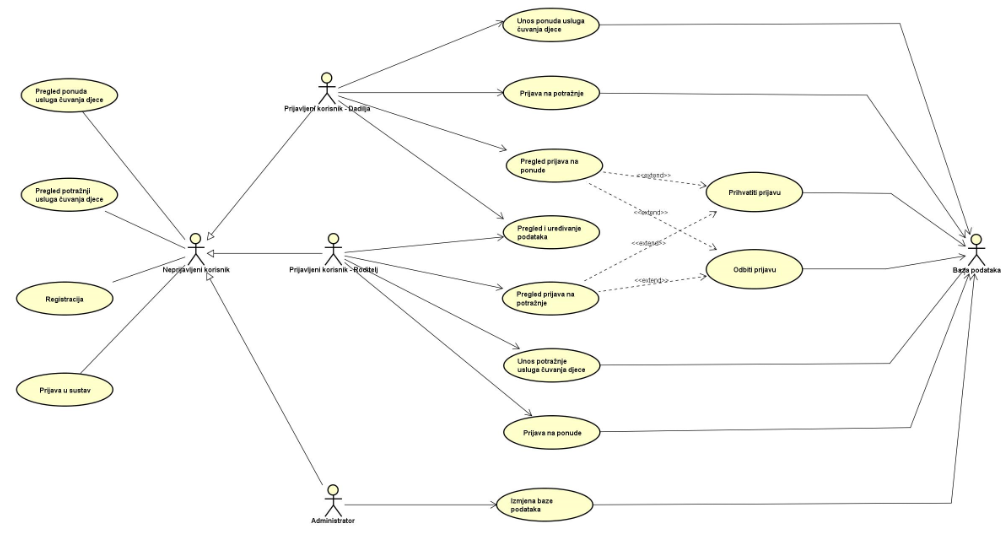 Unos ponuda usluga
čuvanja djece
Pregled ponuda
usluga čuvanja djece
Prijavljeni korisnik - Dadilja
Prijava na potražnje
Pregled prijava na
ponude
<<extend>>
Prihvatiti prijavu
Pregled potražnji
usluga čuvanja djece
<<extend>>
Pregled i uređivanje
podataka
<<extend>>
Neprijavljeni korisnik
Prijavljeni korisnik - Roditelj
Odbiti prijavu
Baza podataka
<<extend>>
Registracija
Pregled prijava na
potražnje
Unos potražnje
usluga čuvanja djece
Prijava u sustav
Prijava na ponude
Izmjena baze
podataka
Administrator